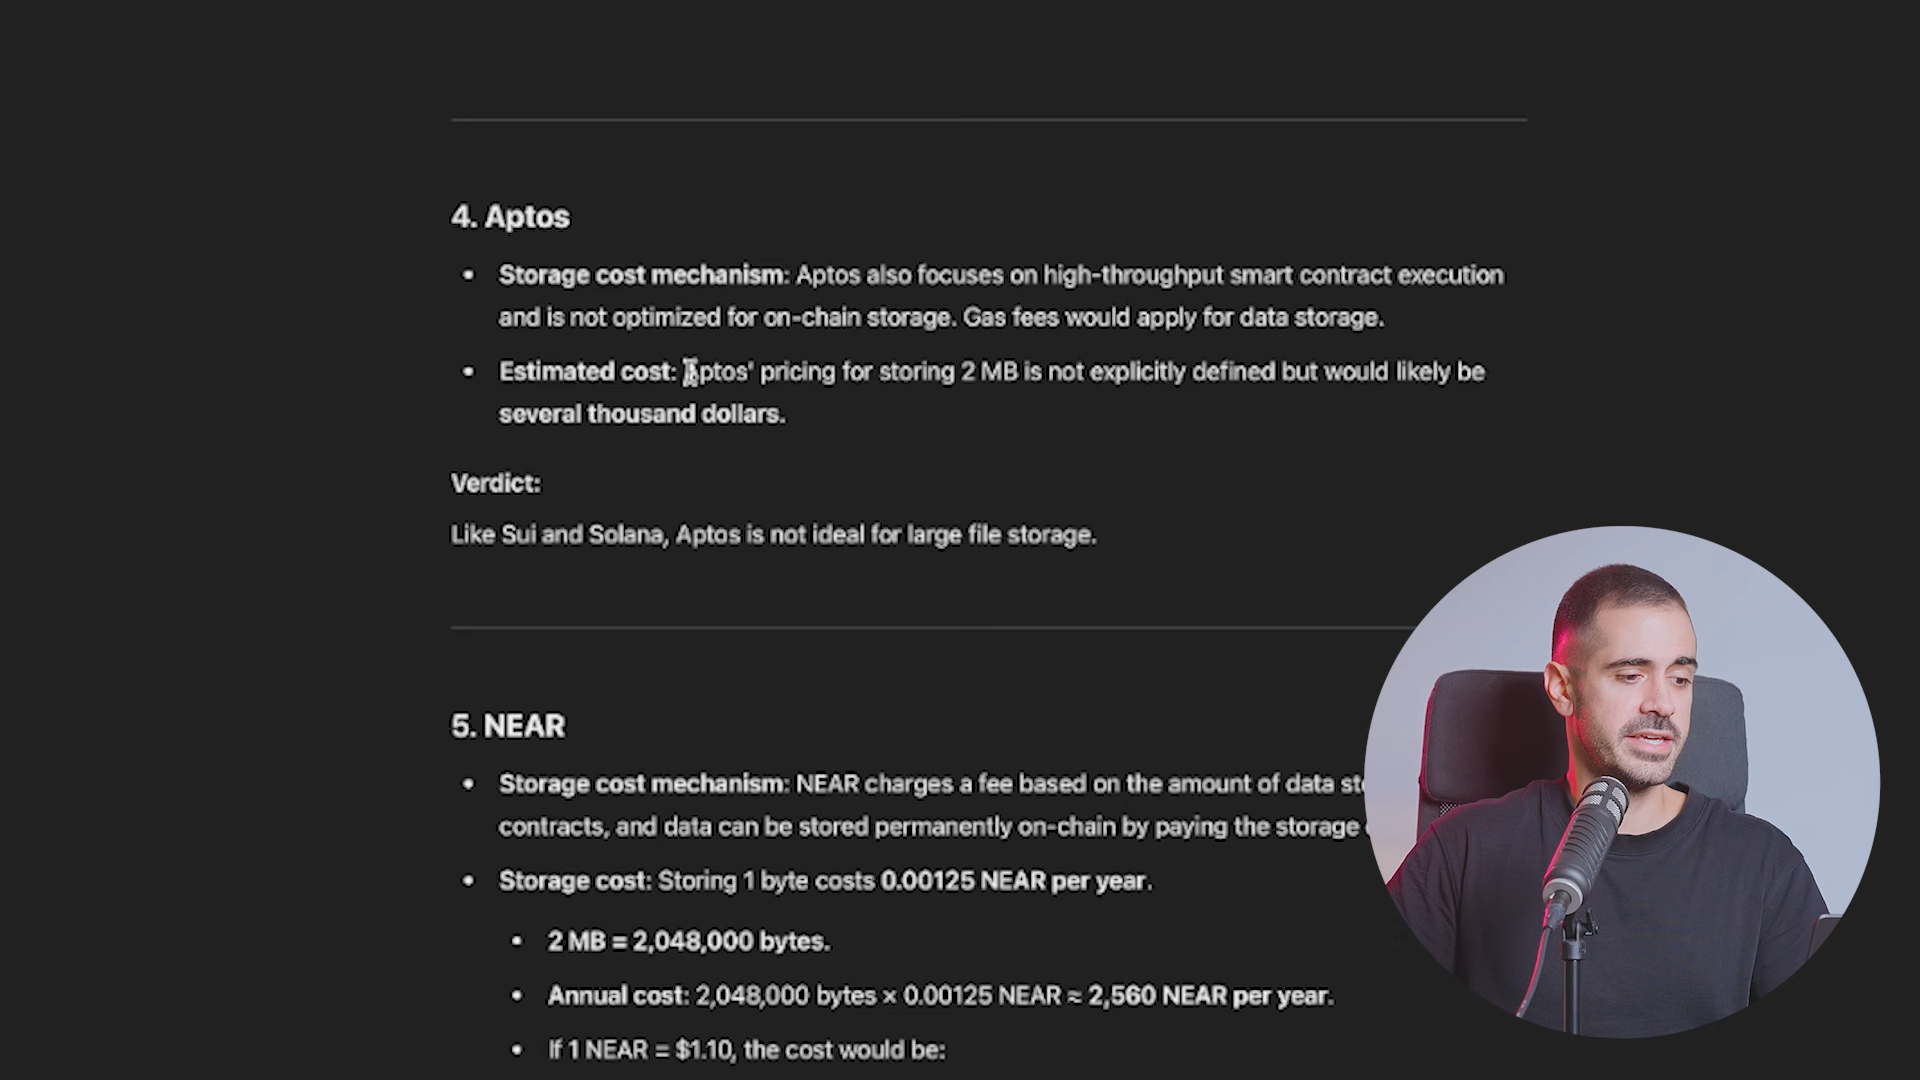 4. Aptos
• Storage cost mechanism: Aptos also focuses on high-throughput smart contract execution
and is not optimized for on-chain storage. Gas fees would apply for data storage.
• Estimated cost: Aptos' pricing for storing 2 MB is not explicitly defined but would likely be
several thousand dollars.
Verdict:
Like Sui and Solana, Aptos is not ideal for large file storage.
5. NEAR
• Storage cost mechanism: NEAR charges a fee based on the amount of data
contracts, and data can be stored permanently on-chain by paying the storage
• Storage cost: Storing 1 byte costs 0.00125 NEAR per year.
• 2 MB = 2,048,000 bytes.
• Annual cost: 2,048,000 bytes × 0.00125 NEAR ≈ 2,560 NEAR per year.
• If 1 NEAR = $1.10, the cost would be: